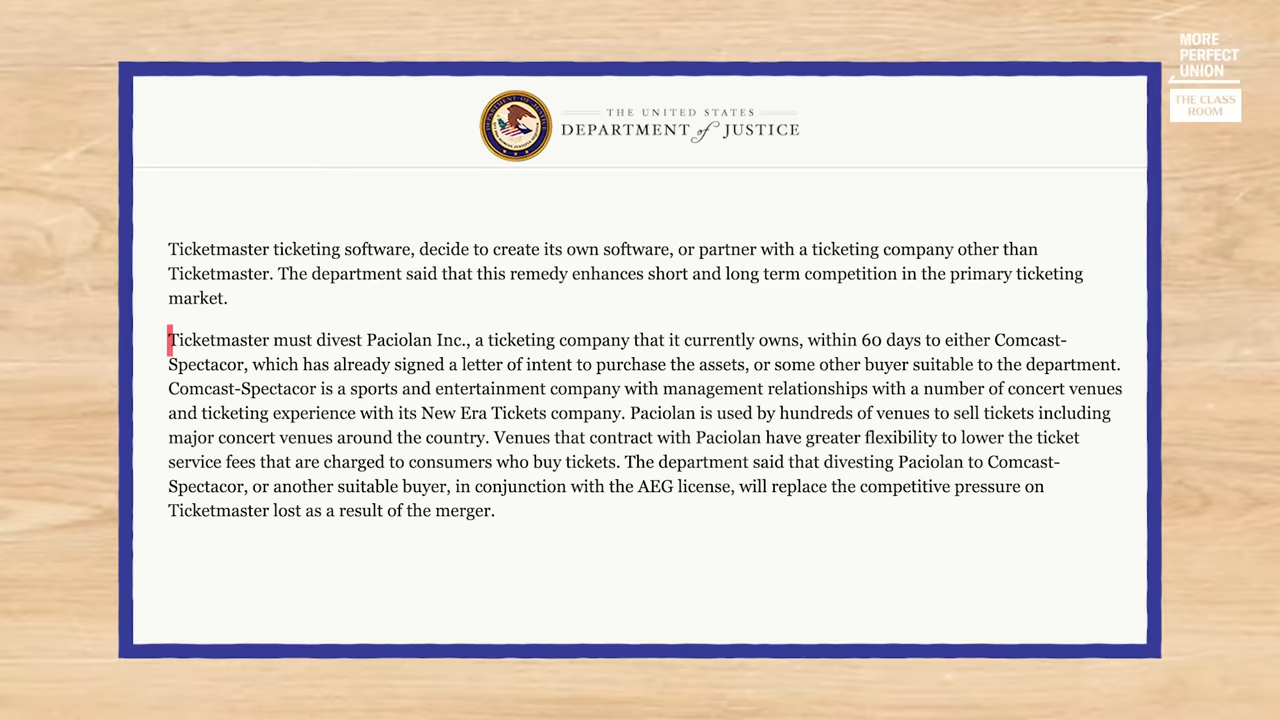 MORE
PERFECT
UNION
THE CLASS
ROOM
THE UNITED STATES
DEPARTMENT of JUSTICE
Ticketmaster ticketing software, decide to create its own software, or partner with a ticketing company other than
Ticketmaster. The department said that this remedy enhances short and long term competition in the primary ticketing
market.
Ticketmaster must divest Paciolan Inc., a ticketing company that it currently owns, within 60 days to either Comcast-
Spectacor, which has already signed a letter of intent to purchase the assets, or some other buyer suitable to the department.
Comcast-Spectacor is a sports and entertainment company with management relationships with a number of concert venues
and ticketing experience with its New Era Tickets company. Paciolan is used by hundreds of venues to sell tickets including
major concert venues around the country. Venues that contract with Paciolan have greater flexibility to lower the ticket
service fees that are charged to consumers who buy tickets. The department said that divesting Paciolan to Comcast-
Spectacor, or another suitable buyer, in conjunction with the AEG license, will replace the competitive pressure on
Ticketmaster lost as a result of the merger.